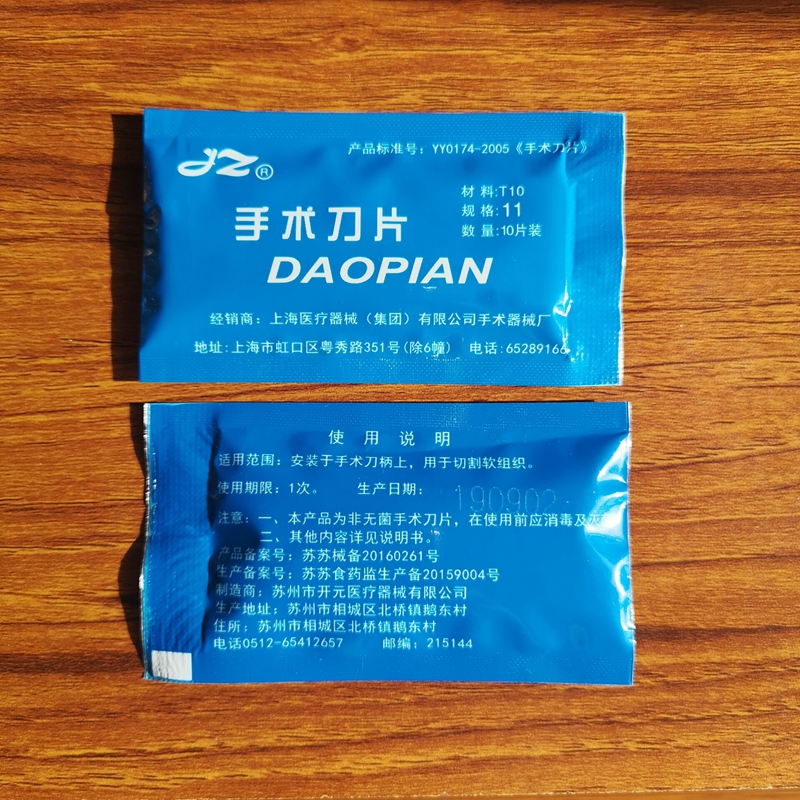 JZ®
产品标准号：YY0174-2005《手术刀片》
材料:T10
规格:11
数量:10片装
手术刀片
DAOPIAN
经销商：上海医疗器械（集团）有限公司手术器械厂
地址:上海市虹口区粤秀路351号(除6幢) 电话:65289166
使用说明
适用范围：安装于手术刀柄上，用于切割软组织。
使用期限：1次。 生产日期： 190902
注意：一、本产品为非无菌手术刀片，在使用前应消毒及
二、其他内容详见说明书。
产品备案号：苏苏械备20160261号
生产备案号：苏苏食药监生产备20159004号
制造商：苏州市开元医疗器械有限公司
生产地址：苏州市相城区北桥镇鹅东村
住所：苏州市相城区北桥镇鹅东村
电话0512-65412657 邮编：215144